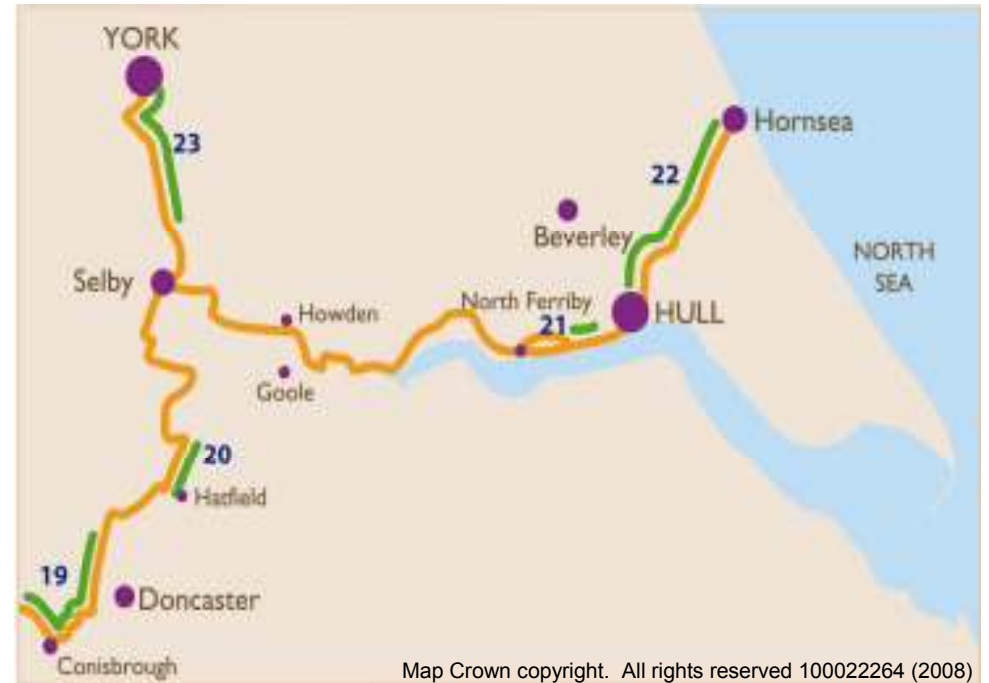 YORK
Hornsea
23
22
Beverley
NORTH
SEA
Selby
North Ferriby
Howden
21
HULL
Goole
20
Hatfield
19
Doncaster
Conisbrough
Map Crown copyright. All rights reserved 100022264 (2008)